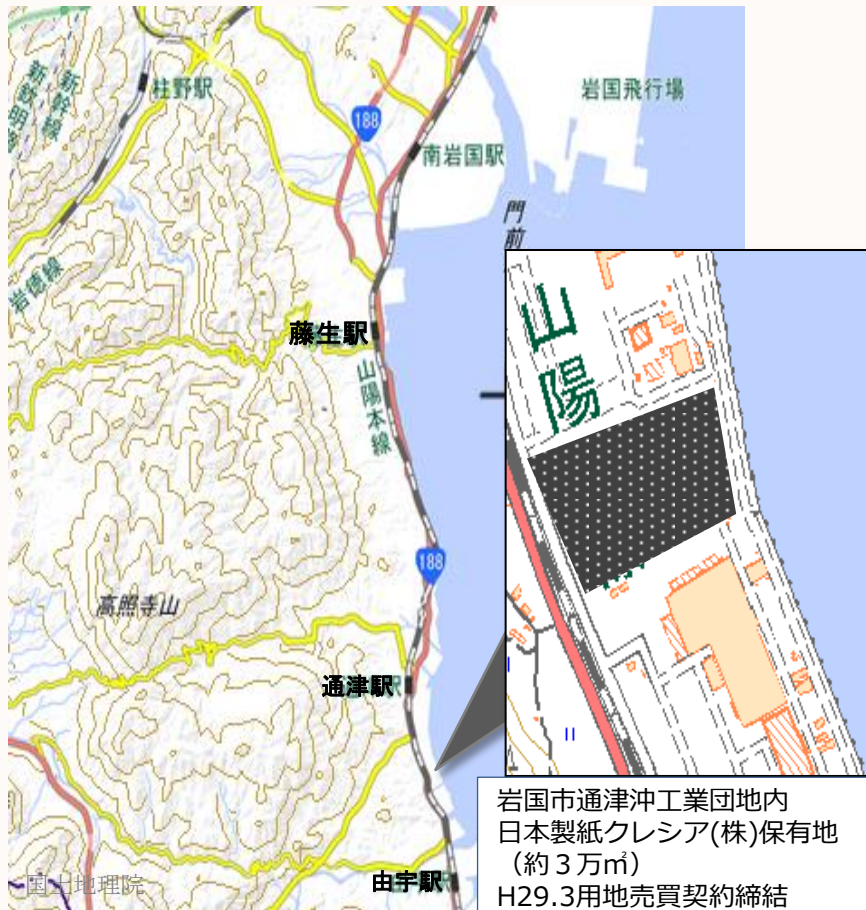 柱野駅
新幹線
新欽明路
188
岩国飛行場
南岩国駅
門前
岩徳線
藤生駅
山陽本線
山陽
188
高照寺山
通津駅
由宇駅
国土地理院
岩国市通津沖工業団地内
日本製紙クレシア(株)保有地
（約３万㎡）
H29.3用地売買契約締結